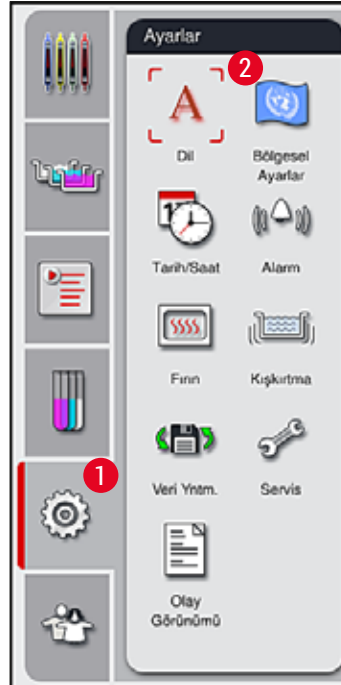 Ayarlar
2
Dil
Bölgesel
Ayarlar
Tarih/Saat
Alarm
Fırın
Kışkırtma
1
Veri Yntm.
Servis
Olay
Görünümü